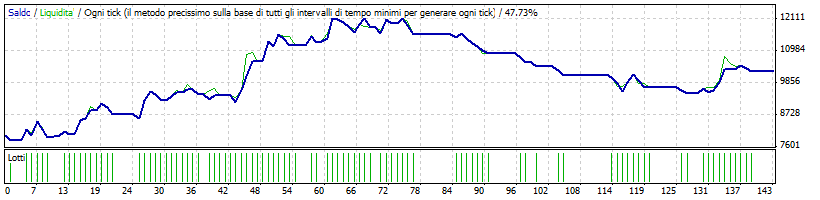 Saldo / Liquidita` / Ogni tick (il metodo precissimo sulla base di tutti gli intervalli di tempo minimi per generare ogni tick) / 47.73%
12111
10984
9856
8728
7601
Lotti
0 7 13 19 24 30 36 42 48 54 60 66 72 78 84 90 96 102 108 114 120 125 131 137 143